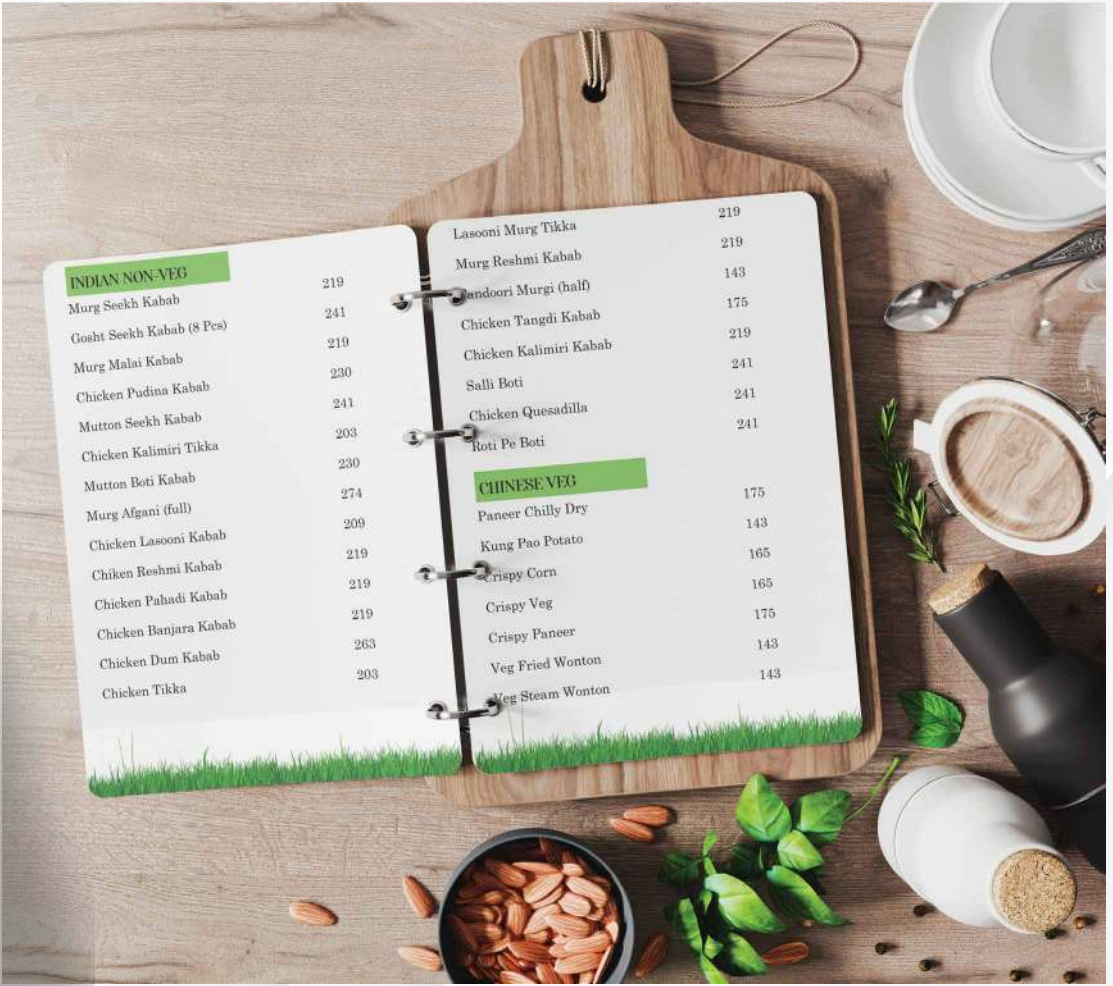 INDIAN NON-VEG
Murg Seekh Kabab 219
Gosht Seekh Kabab (8 Pcs) 241
Murg Malai Kabab 219
Chicken Pudina Kabab 230
Mutton Seekh Kabab 241
Chicken Kalimiri Tikka 203
Mutton Boti Kabab 230
Murg Afgani (full) 274
Chicken Lasooni Kabab 209
Chiken Reshmi Kabab 219
Chicken Pahadi Kabab 219
Chicken Banjara Kabab 219
Chicken Dum Kabab 263
Chicken Tikka 203
Lasooni Murg Tikka 219
Murg Reshmi Kabab 219
Tandoori Murgi (half) 143
Chicken Tangdi Kabab 175
Chicken Kalimiri Kabab 219
Salli Boti 241
Chicken Quesadilla 241
Roti Pe Boti 241
CHINESE VEG
Paneer Chilly Dry 175
Kung Pao Potato 143
Crispy Corn 165
Crispy Veg 165
Crispy Paneer 175
Veg Fried Wonton 143
Veg Steam Wonton 143